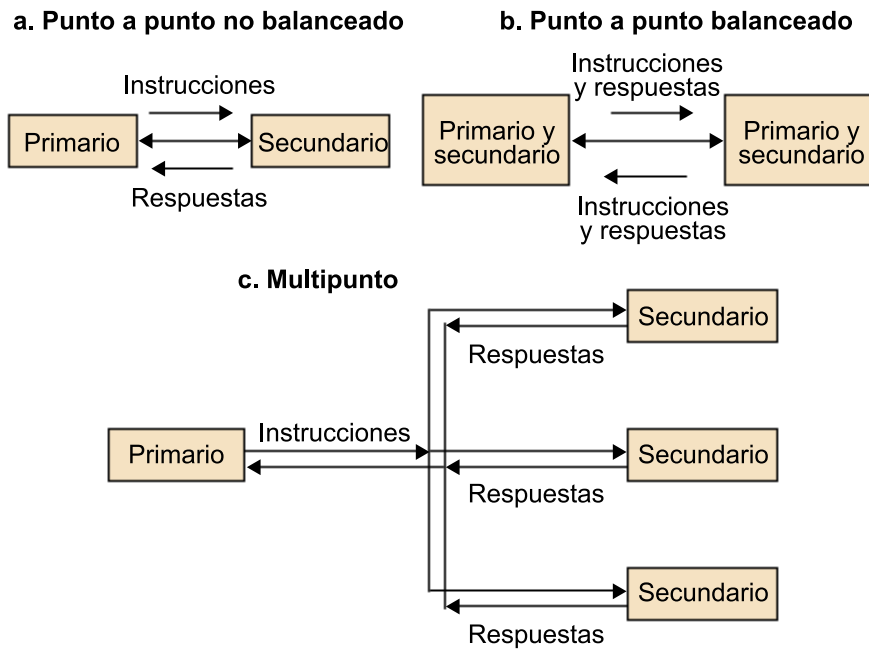 a. Punto a punto no balanceado
Instrucciones
Primario
Secundario
Respuestas
b. Punto a punto balanceado
Instrucciones
y respuestas
Primario y
secundario
Primario y
secundario
Instrucciones
y respuestas
c. Multipunto
Secundario
Respuestas
Primario
Instrucciones
Secundario
Respuestas
Secundario
Respuestas